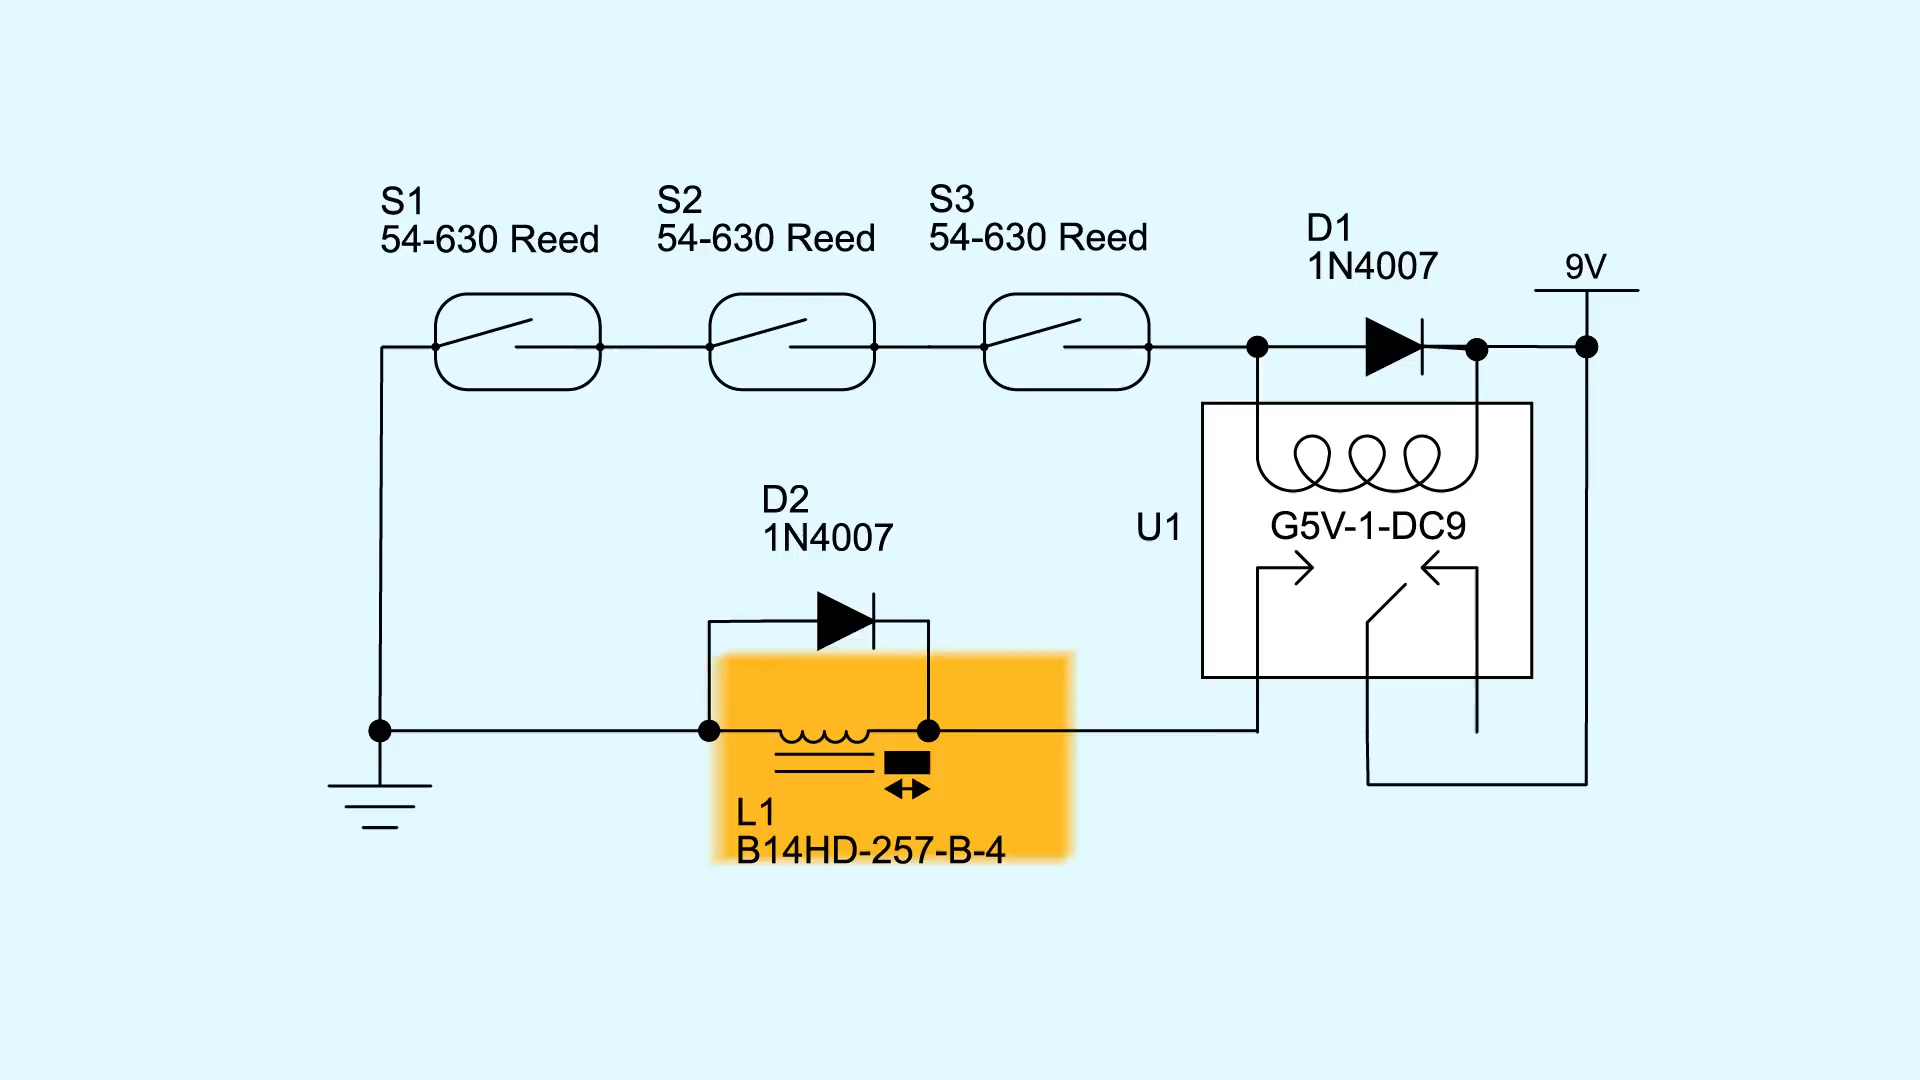 S1
54-630 Reed
S2
54-630 Reed
S3
54-630 Reed
D1
1N4007
9V
D2
1N4007
U1
G5V-1-DC9
L1
B14HD-257-B-4